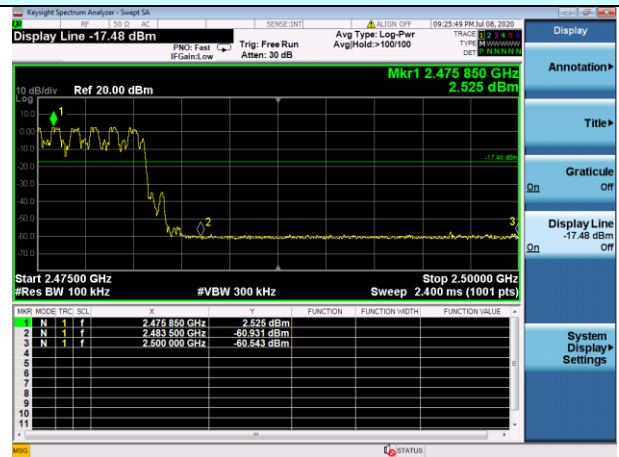 Keysight Spectrum Analyzer - Swept SA
RF 50 Ω AC SENSE:INT ALIGN OFF 09:25:49 PM Jul 08, 2020
Display Line -17.48 dBm
PNO: Fast
IFGain:Low
Trig: Free Run
Atten: 30 dB
Avg Type: Log-Pwr
Avg|Hold:>100/100
TRACE 1 2 3 4 5 6
TYPE M WWWWW
DET P NNNNN
Display
Mkr1 2.475 850 GHz
2.525 dBm
10 dB/div Ref 20.00 dBm
Log
1
10.0
0.00
-10.0
-17.48 dBm
-20.0
-30.0
-40.0
-50.0
2
3
-60.0
-70.0
Start 2.47500 GHz
Stop 2.50000 GHz
#Res BW 100 kHz
#VBW 300 kHz
Sweep 2.400 ms (1001 pts)
MKR MODE TRC SCL X Y FUNCTION FUNCTION WIDTH FUNCTION VALUE
1 N 1 f 2.475 850 GHz 2.525 dBm
2 N 1 f 2.483 500 GHz -60.931 dBm
3 N 1 f 2.500 000 GHz -60.543 dBm
4
5
6
7
8
9
10
11
MSG
STATUS
Annotation
Title
Graticule
On Off
Display Line
-17.48 dBm
On Off
System
Display
Settings